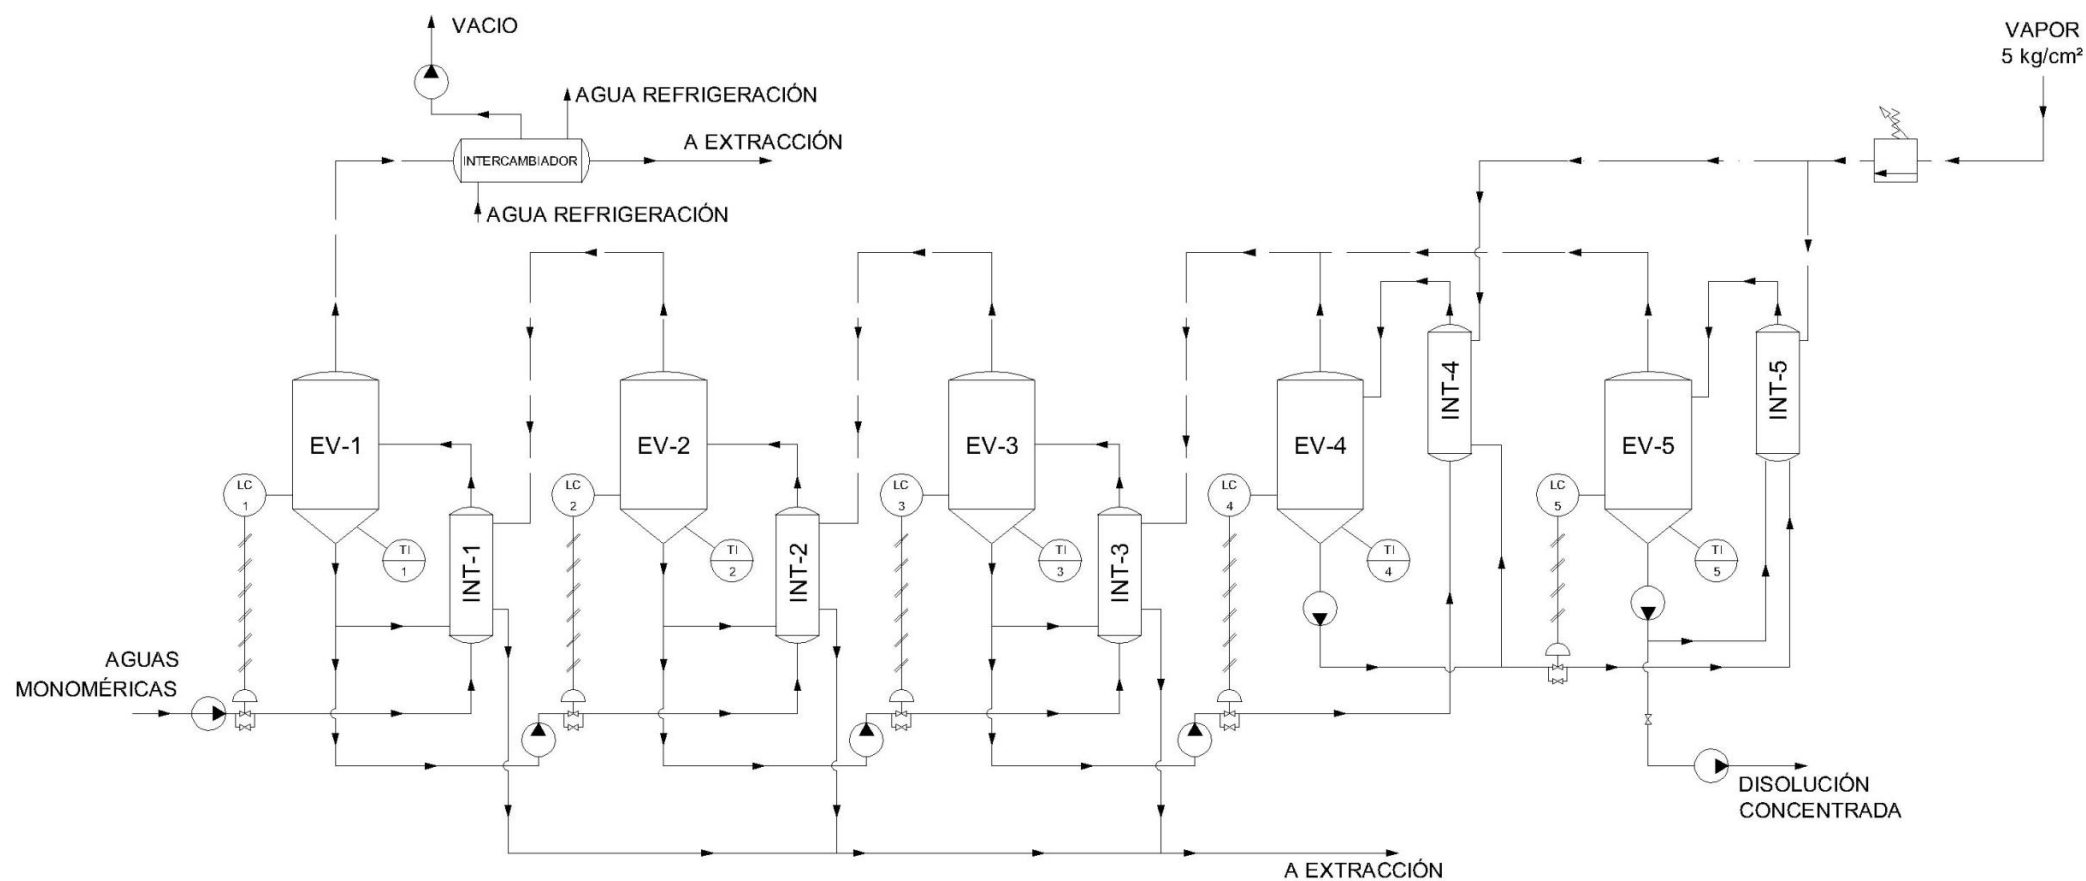 VACIO
VAPOR
5 kg/cm²
AGUA REFRIGERACIÓN
A EXTRACCIÓN
INTERCAMBIADOR
AGUA REFRIGERACIÓN
INT-4
INT-5
EV-1
EV-2
EV-3
EV-4
EV-5
LC
1
LC
2
LC
3
LC
4
LC
5
TI
1
TI
2
TI
3
TI
4
TI
5
INT-1
INT-2
INT-3
AGUAS
MONOMÉRICAS
DISOLUCIÓN
CONCENTRADA
A EXTRACCIÓN